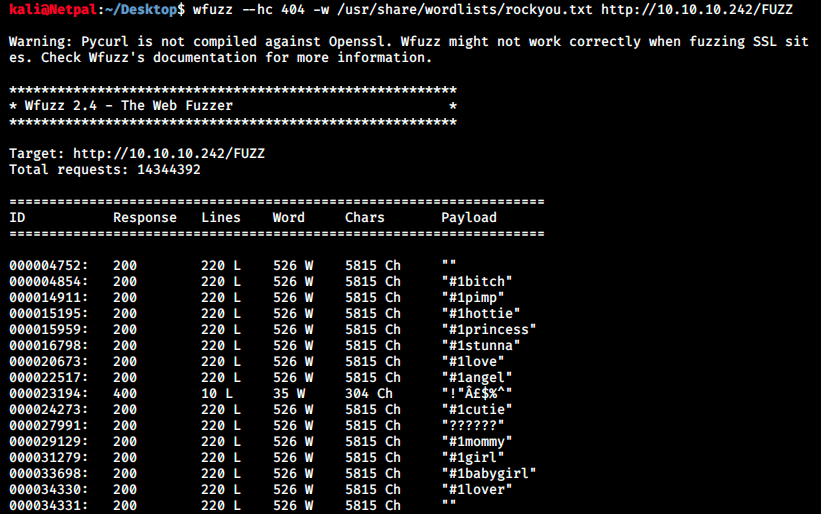 kali@Netpal:~/Desktop$ wfuzz --hc 404 -w /usr/share/wordlists/rockyou.txt http://10.10.10.242/FUZZ
Warning: Pycurl is not compiled against Openssl. Wfuzz might not work correctly when fuzzing SSL sit
es. Check Wfuzz's documentation for more information.
********************************************************
* Wfuzz 2.4 - The Web Fuzzer                           *
********************************************************
Target: http://10.10.10.242/FUZZ
Total requests: 14344392
===================================================================
ID           Response   Lines    Word     Chars       Payload
===================================================================
000004752:   200        220 L    526 W    5815 Ch     ""
000004854:   200        220 L    526 W    5815 Ch     "#1bitch"
000014911:   200        220 L    526 W    5815 Ch     "#1pimp"
000015195:   200        220 L    526 W    5815 Ch     "#1hottie"
000015959:   200        220 L    526 W    5815 Ch     "#1princess"
000016798:   200        220 L    526 W    5815 Ch     "#1stunna"
000020673:   200        220 L    526 W    5815 Ch     "#1love"
000022517:   200        220 L    526 W    5815 Ch     "#1angel"
000023194:   400        10 L     35 W     304 Ch      "!"Â£$%^"
000024273:   200        220 L    526 W    5815 Ch     "#1cutie"
000027991:   200        220 L    526 W    5815 Ch     "??????"
000029129:   200        220 L    526 W    5815 Ch     "#1mommy"
000031279:   200        220 L    526 W    5815 Ch     "#1girl"
000033698:   200        220 L    526 W    5815 Ch     "#1babygirl"
000034330:   200        220 L    526 W    5815 Ch     "#1lover"
000034331:   200        220 L    526 W    5815 Ch     ""